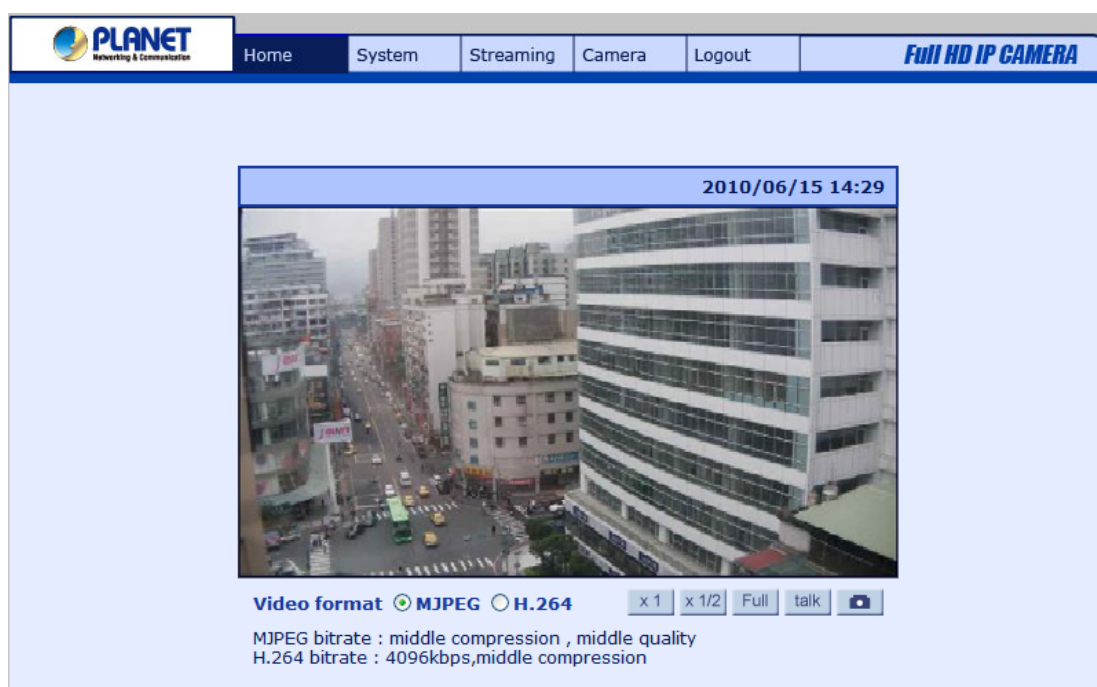 PLANET
Networking & Communication
Home System Streaming Camera Logout Full HD IP CAMERA
2010/06/15 14:29
Video format MJPEG H.264 x 1 x 1/2 Full talk
MJPEG bitrate : middle compression , middle quality
H.264 bitrate : 4096kbps,middle compression